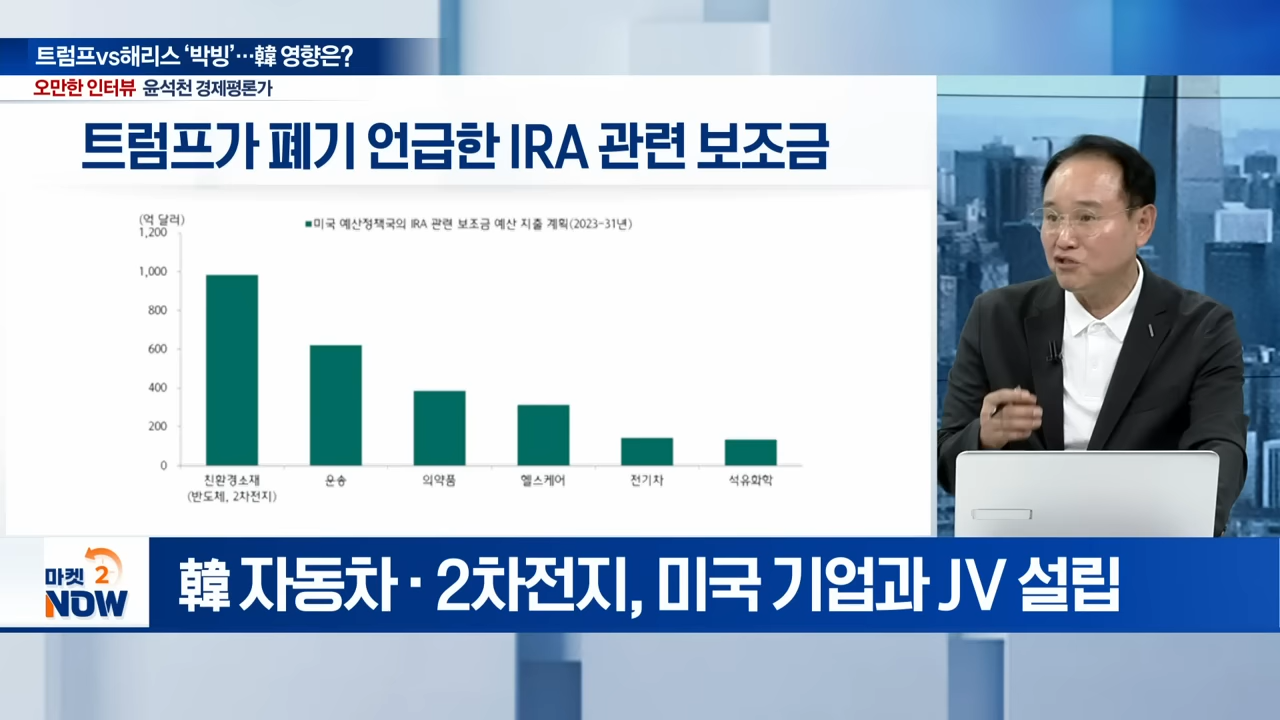 트럼프vs해리스 ‘박빙’…韓 영향은?
오만한 인터뷰 윤석천 경제평론가
트럼프가 폐기 언급한 IRA 관련 보조금
(억 달러)
■미국 예산정책국의 IRA 관련 보조금 예산 지출 계획(2023-31년)
1,200
1,000
800
600
400
200
0
친환경소재
(반도체, 2차전지)
운송
의약품
헬스케어
전기차
석유화학
마켓 2
NOW
韓 자동차·2차전지, 미국 기업과 JV 설립